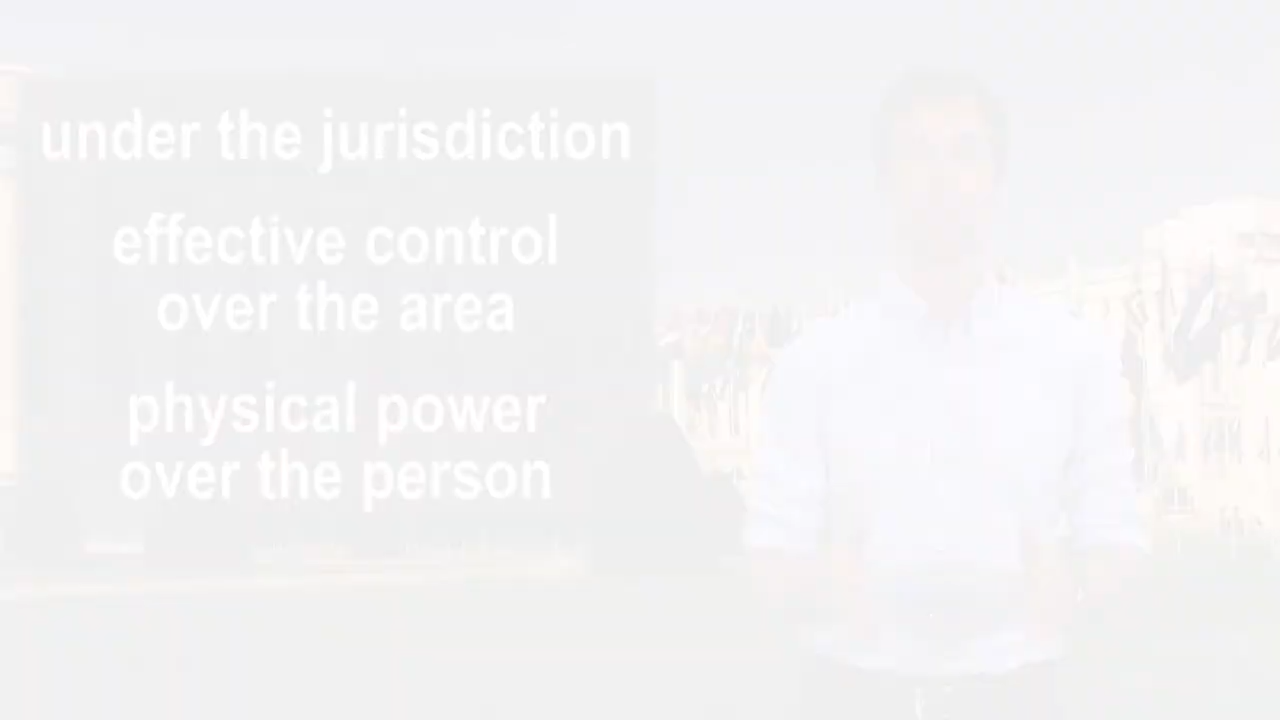 under the jurisdiction
effective control
over the area
physical power
over the person